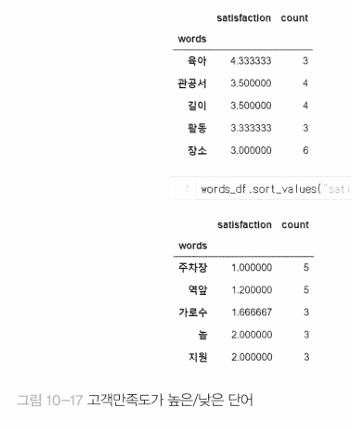 satisfaction count
words
육아 4.333333 3
관공서 3.500000 4
길이 3.500000 4
활동 3.333333 3
장소 3.000000 6
1 words_df.sort_values("sati
satisfaction count
words
주차장 1.000000 5
역앞 1.200000 5
가로수 1.666667 3
놀 2.000000 3
지원 2.000000 3
그림 10-17 고객만족도가 높은/낮은 단어